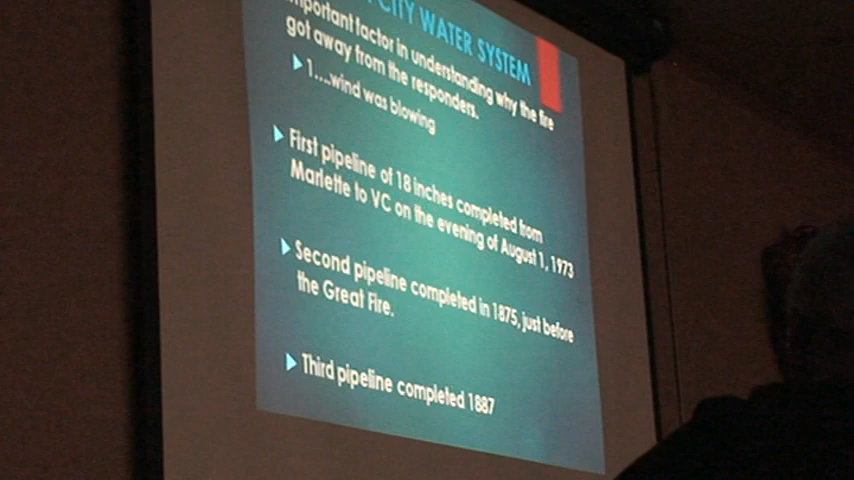 CITY WATER SYSTEM
important factor in understanding why the fire
got away from the responders.
1....wind was blowing
First pipeline of 18 inches completed from
Marlette to VC on the evening of August 1, 1973
Second pipeline completed in 1875, just before
the Great Fire.
Third pipeline completed 1887